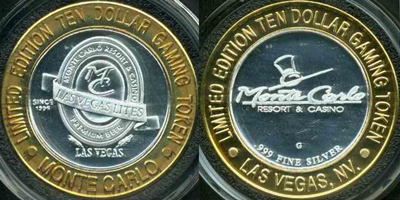 LIMITED EDITION TEN DOLLAR GAMING TOKEN
MONTE CARLO RESORT & CASINO
MC
SINCE
1996
LAS VEGAS LITES
PREMIUM BEER
LAS VEGAS
MONTE CARLO
LIMITED EDITION TEN DOLLAR GAMING TOKEN
Monte Carlo
RESORT & CASINO
G
.999 FINE SILVER
LAS VEGAS, NV.